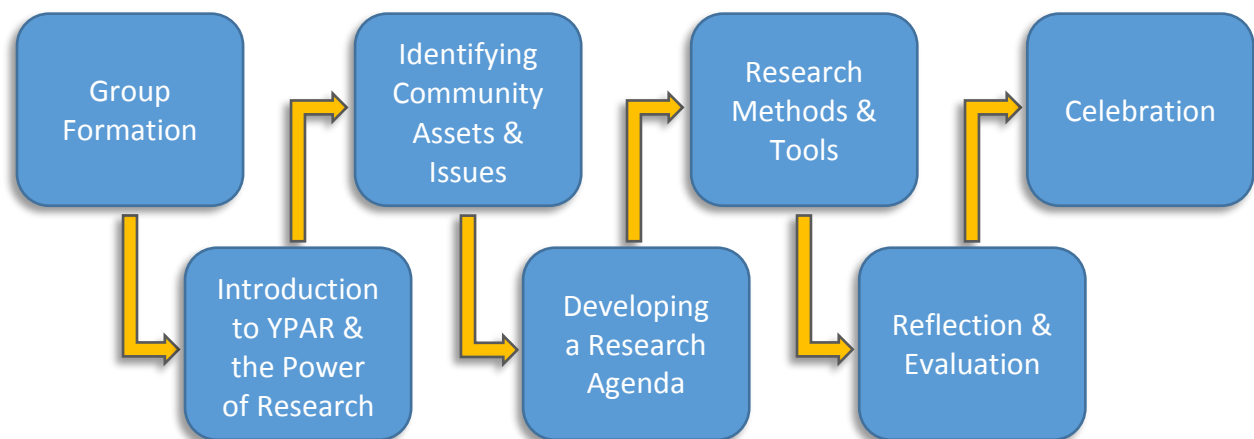 Group
Formation
Introduction
to YPAR &
the Power
of Research
Identifying
Community
Assets &
Issues
Developing
a Research
Agenda
Research
Methods &
Tools
Reflection &
Evaluation
Celebration